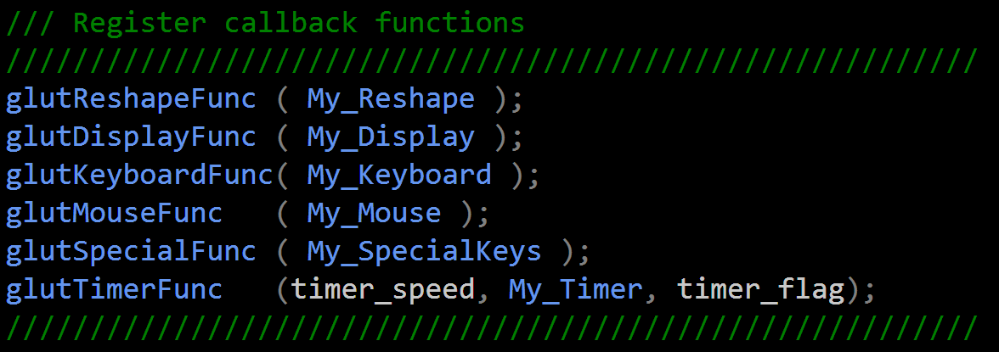 /// Register callback functions
//////////////////////////////////////////////////////////
glutReshapeFunc ( My_Reshape );
glutDisplayFunc ( My_Display );
glutKeyboardFunc( My_Keyboard );
glutMouseFunc   ( My_Mouse );
glutSpecialFunc ( My_SpecialKeys );
glutTimerFunc   (timer_speed, My_Timer, timer_flag);
//////////////////////////////////////////////////////////